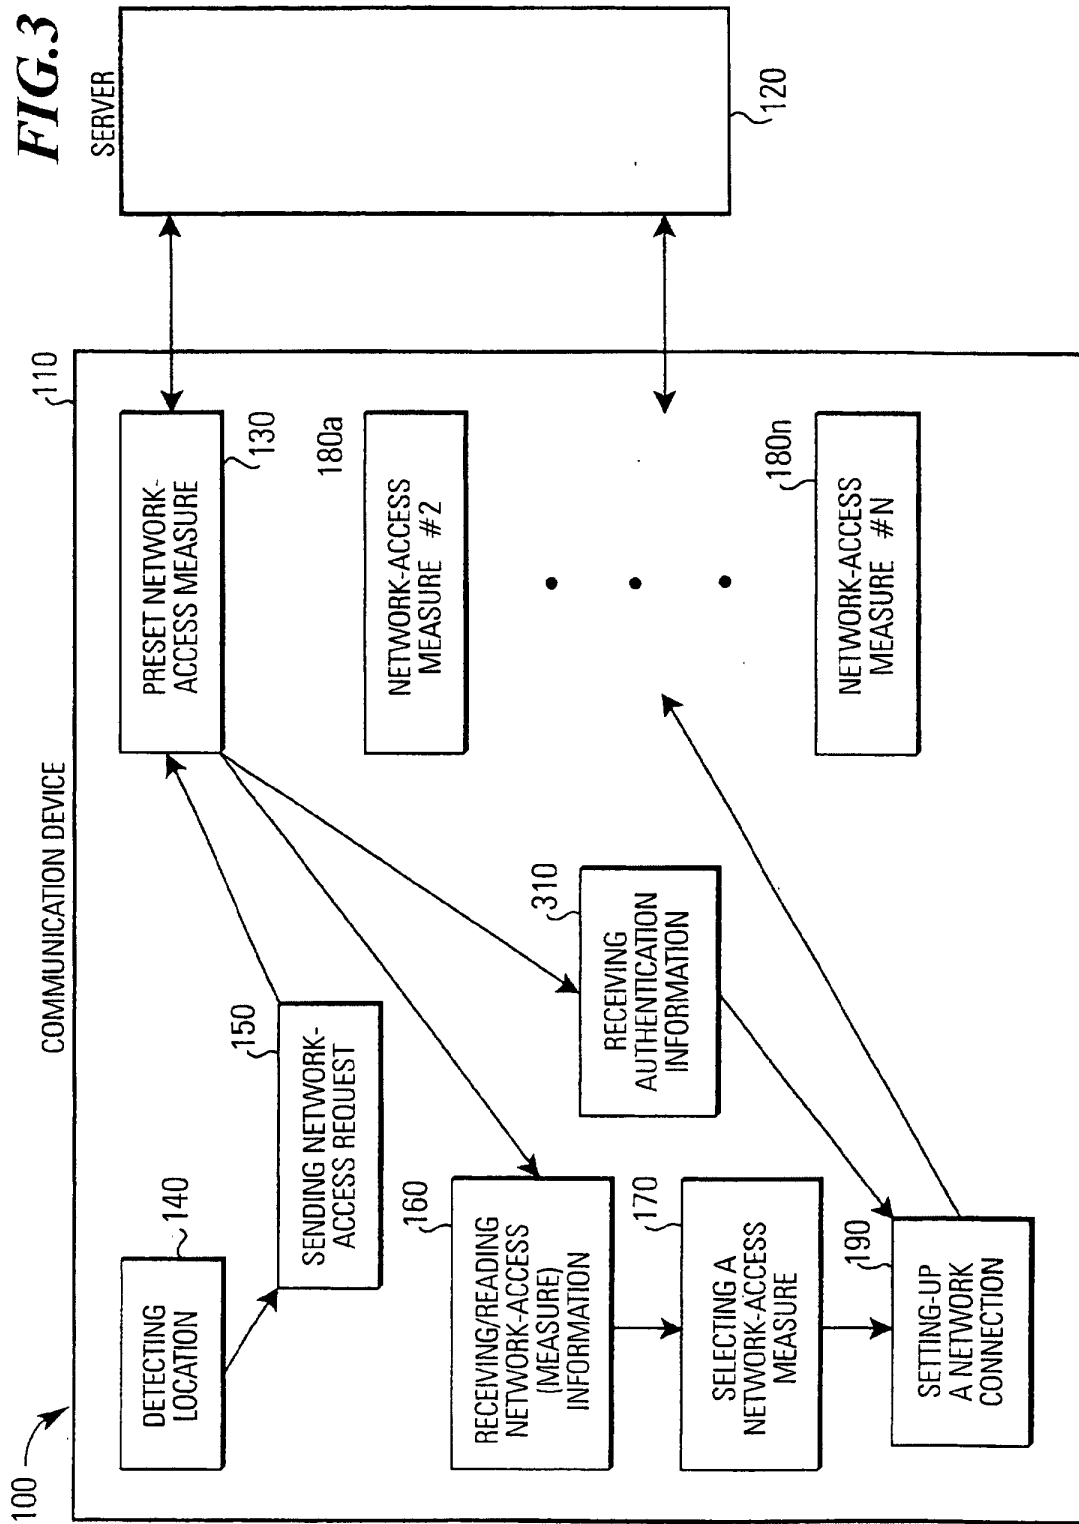 FIG.3
100
COMMUNICATION DEVICE
110
SERVER
120
DETECTING
LOCATION
140
SENDING NETWORK-
ACCESS REQUEST
150
PRESET NETWORK-
ACCESS MEASURE
130
RECEIVING/READING
NETWORK-ACCESS
(MEASURE)
INFORMATION
160
RECEIVING
AUTHENTICATION
INFORMATION
310
NETWORK-ACCESS
MEASURE #2
180a
SELECTING A
NETWORK-ACCESS
MEASURE
170
SETTING-UP
A NETWORK
CONNECTION
190
NETWORK-ACCESS
MEASURE #N
180n